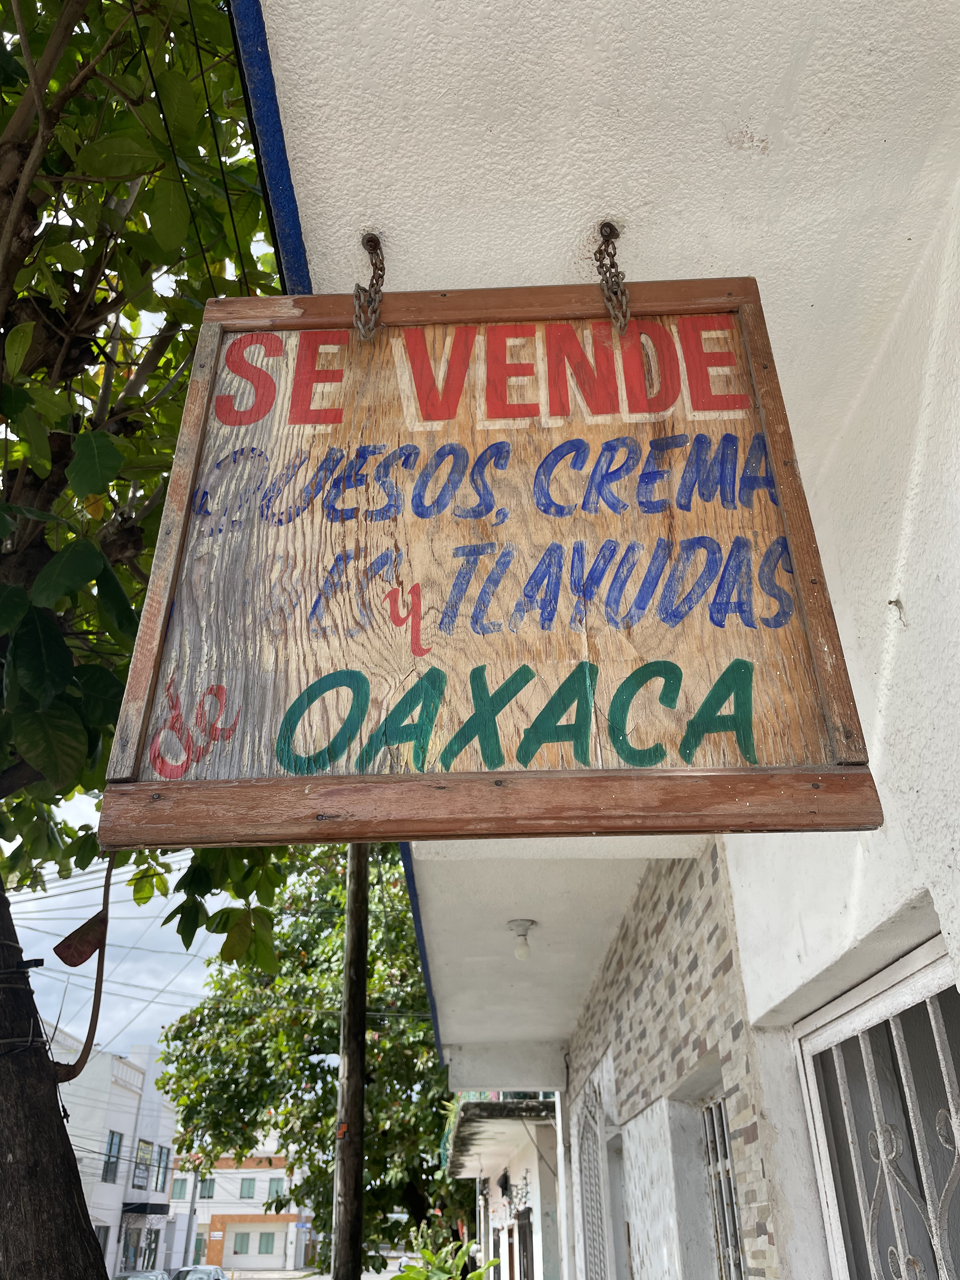 SE VENDE
QUESOS, CREMA
y TLAYUDAS
de OAXACA